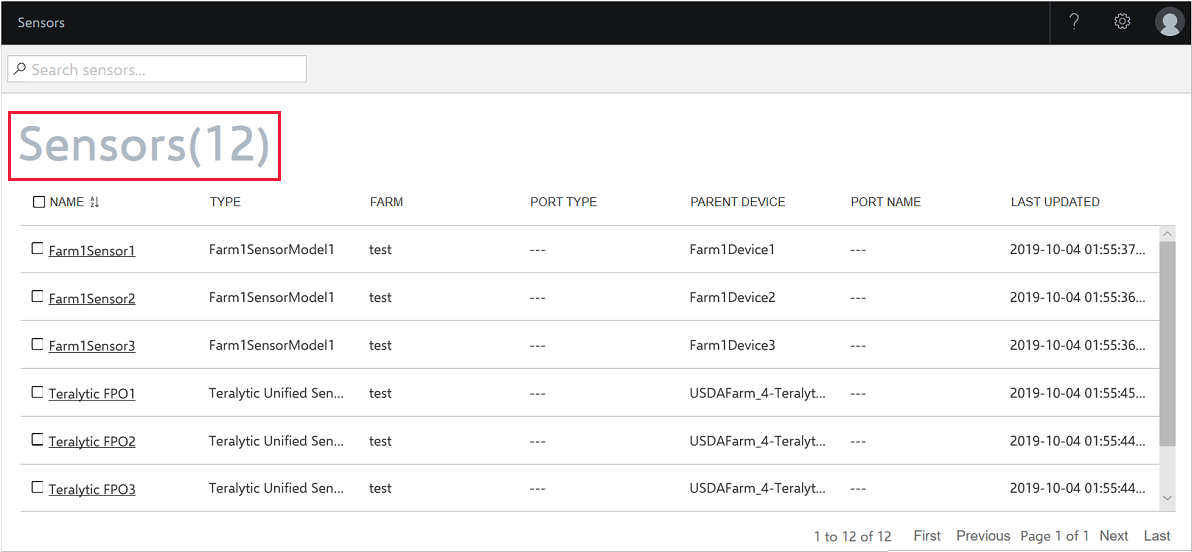 Sensors
?
Search sensors...
Sensors(12)
NAME TYPE FARM PORT TYPE PARENT DEVICE PORT NAME LAST UPDATED
Farm1Sensor1 Farm1SensorModel1 test --- Farm1Device1 --- 2019-10-04 01:55:37...
Farm1Sensor2 Farm1SensorModel1 test --- Farm1Device2 --- 2019-10-04 01:55:36...
Farm1Sensor3 Farm1SensorModel1 test --- Farm1Device3 --- 2019-10-04 01:55:36...
Teralytic FPO1 Teralytic Unified Sen... test --- USDAFarm_4-Teralyt... --- 2019-10-04 01:55:45...
Teralytic FPO2 Teralytic Unified Sen... test --- USDAFarm_4-Teralyt... --- 2019-10-04 01:55:44...
Teralytic FPO3 Teralytic Unified Sen... test --- USDAFarm_4-Teralyt... --- 2019-10-04 01:55:44...
1 to 12 of 12 First Previous Page 1 of 1 Next Last